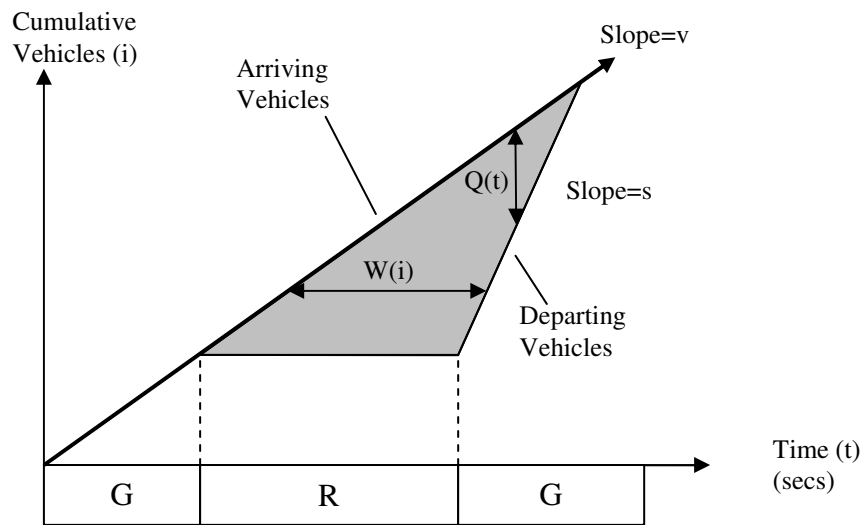 Cumulative
Vehicles (i)
Slope=v
Arriving
Vehicles
Q(t)
Slope=s
W(i)
Departing
Vehicles
Time (t)
(secs)
G
R
G